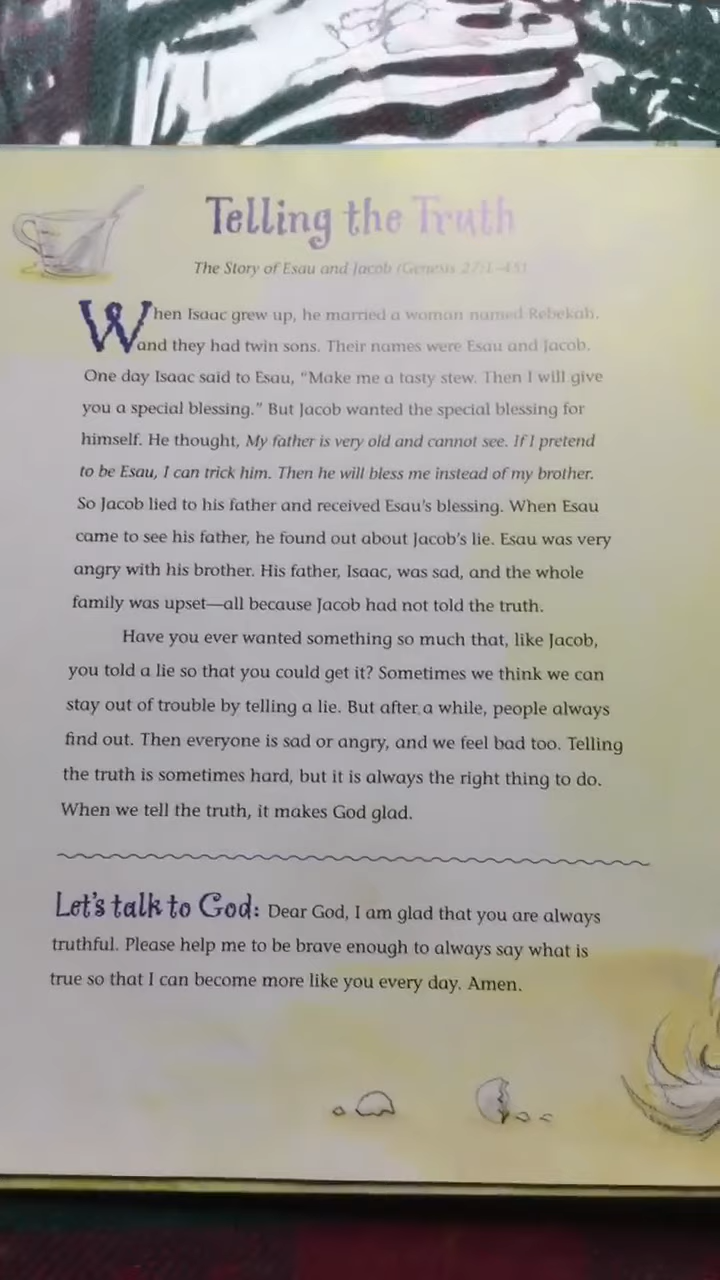 Telling the Truth
The Story of Esau and Jacob (Genesis 27:1–45)
When Isaac grew up, he married a woman named Rebekah,
and they had twin sons. Their names were Esau and Jacob.
One day Isaac said to Esau, “Make me a tasty stew. Then I will give
you a special blessing.” But Jacob wanted the special blessing for
himself. He thought, My father is very old and cannot see. If I pretend
to be Esau, I can trick him. Then he will bless me instead of my brother.
So Jacob lied to his father and received Esau’s blessing. When Esau
came to see his father, he found out about Jacob’s lie. Esau was very
angry with his brother. His father, Isaac, was sad, and the whole
family was upset—all because Jacob had not told the truth.
Have you ever wanted something so much that, like Jacob,
you told a lie so that you could get it? Sometimes we think we can
stay out of trouble by telling a lie. But after a while, people always
find out. Then everyone is sad or angry, and we feel bad too. Telling
the truth is sometimes hard, but it is always the right thing to do.
When we tell the truth, it makes God glad.
Let’s talk to God: Dear God, I am glad that you are always
truthful. Please help me to be brave enough to always say what is
true so that I can become more like you every day. Amen.